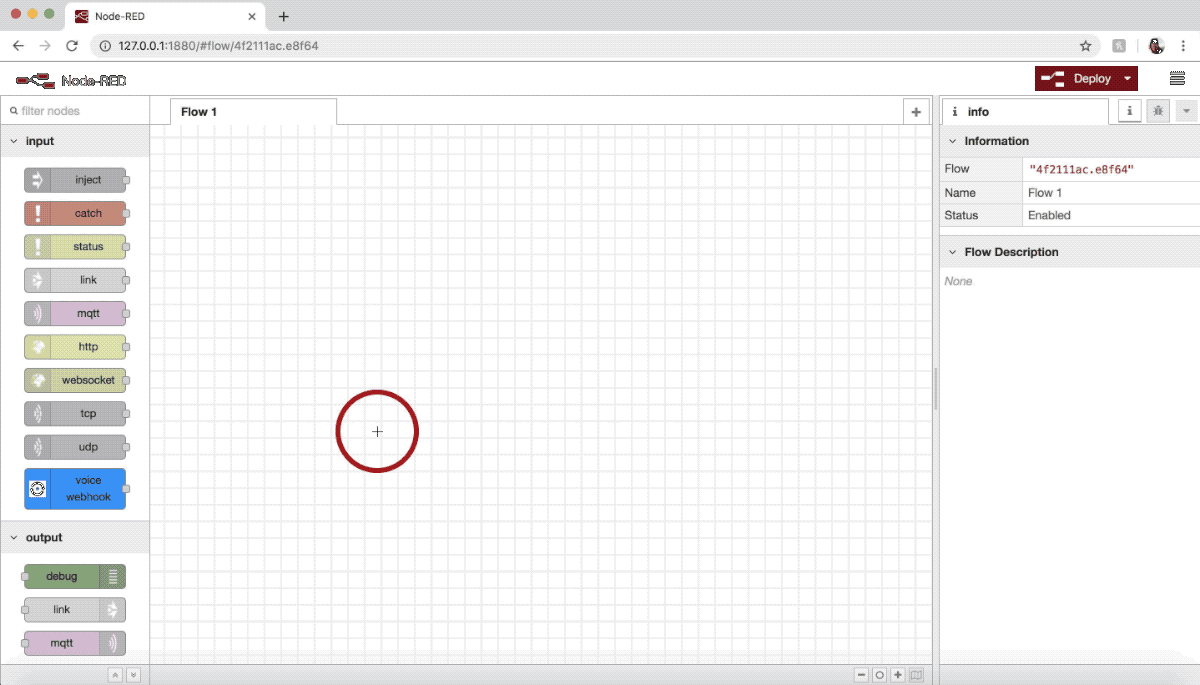 Node-RED
127.0.0.1:1880/#flow/4f2111ac.e8f64
Node-RED
Deploy
filter nodes
Flow 1
i info
i
input
Information
inject
Flow "4f2111ac.e8f64"
catch
Name Flow 1
status
Status Enabled
link
Flow Description
mqtt
None
http
websocket
tcp
udp
voice
webhook
output
debug
link
mqtt